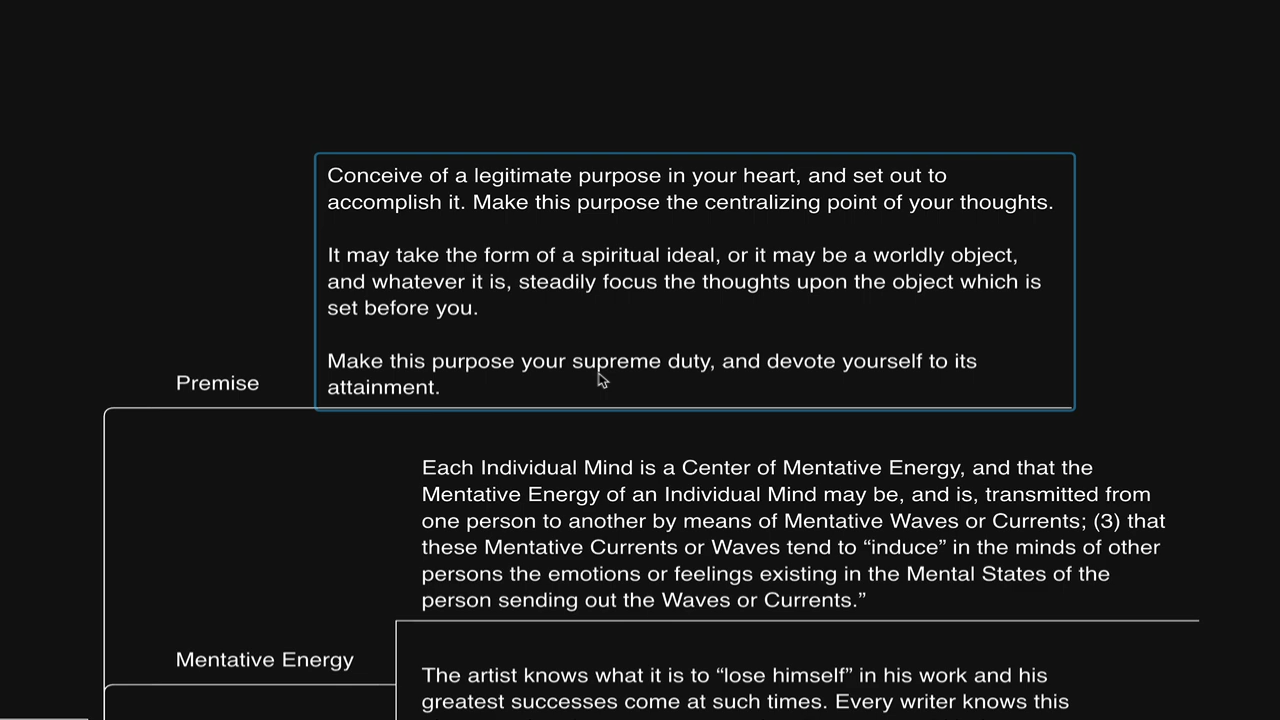 Conceive of a legitimate purpose in your heart, and set out to
accomplish it. Make this purpose the centralizing point of your thoughts.
It may take the form of a spiritual ideal, or it may be a worldly object,
and whatever it is, steadily focus the thoughts upon the object which is
set before you.
Make this purpose your supreme duty, and devote yourself to its
attainment.
Premise
Each Individual Mind is a Center of Mentative Energy, and that the
Mentative Energy of an Individual Mind may be, and is, transmitted from
one person to another by means of Mentative Waves or Currents; (3) that
these Mentative Currents or Waves tend to “induce” in the minds of other
persons the emotions or feelings existing in the Mental States of the
person sending out the Waves or Currents.”
Mentative Energy
The artist knows what it is to “lose himself” in his work and his
greatest successes come at such times. Every writer knows this